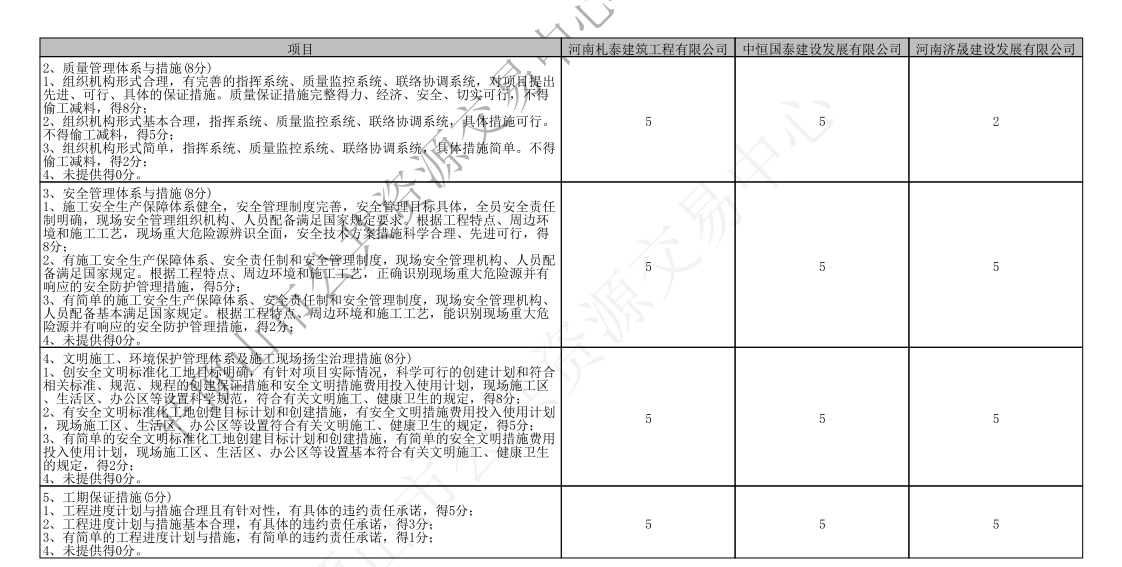 项目 河南札泰建筑工程有限公司 中恒国泰建设发展有限公司 河南济晟建设发展有限公司
2、质量管理体系与措施(8分)
1、组织机构形式合理，有完善的指挥系统、质量监控系统、联络协调系统，对项目提出
先进、可行、具体的保证措施。质量保证措施完整得力、经济、安全、切实可行，不得
偷工减料，得8分；
2、组织机构形式基本合理，指挥系统、质量监控系统、联络协调系统，具体措施可行。
不得偷工减料，得5分；
3、组织机构形式简单，指挥系统、质量监控系统、联络协调系统，具体措施简单。不得
偷工减料，得2分；
4、未提供得0分。
5 5 2
3、安全管理体系与措施(8分)
1、施工安全生产保障体系健全，安全管理制度完善，安全管理目标具体，全员安全责任
制明确，现场安全管理组织机构、人员配备满足国家规定要求。根据工程特点、周边环
境和施工工艺，现场重大危险源辨识全面，安全技术方案措施科学合理、先进可行，得
8分；
2、有施工安全生产保障体系、安全责任制和安全管理制度，现场安全管理机构、人员配
备满足国家规定。根据工程特点、周边环境和施工工艺，正确识别现场重大危险源并有
响应的安全防护管理措施，得5分；
3、有简单的施工安全生产保障体系、安全责任制和安全管理制度，现场安全管理机构、
人员配备基本满足国家规定。根据工程特点、周边环境和施工工艺，能识别现场重大危
险源并有响应的安全防护管理措施，得2分；
4、未提供得0分。
5 5 5
4、文明施工、环境保护管理体系及施工现场扬尘治理措施(8分)
1、创安全文明标准化工地目标明确，有针对项目实际情况，科学可行的创建计划和符合
相关标准、规范、规程的创建保证措施和安全文明措施费用投入使用计划，现场施工区
、生活区、办公区等设置科学规范，符合有关文明施工、健康卫生的规定，得8分；
2、有安全文明标准化工地创建目标计划和创建措施，有安全文明措施费用投入使用计划
，现场施工区、生活区、办公区等设置符合有关文明施工、健康卫生的规定，得5分；
3、有简单的安全文明标准化工地创建目标计划和创建措施，有简单的安全文明措施费用
投入使用计划，现场施工区、生活区、办公区等设置基本符合有关文明施工、健康卫生
的规定，得2分；
4、未提供得0分。
5 5 5
5、工期保证措施(5分)
1、工程进度计划与措施合理且有针对性，有具体的违约责任承诺，得5分；
2、工程进度计划与措施基本合理，有具体的违约责任承诺，得3分；
3、有简单的工程进度计划与措施，有简单的违约责任承诺，得1分；
4、未提供得0分。
5 5 5